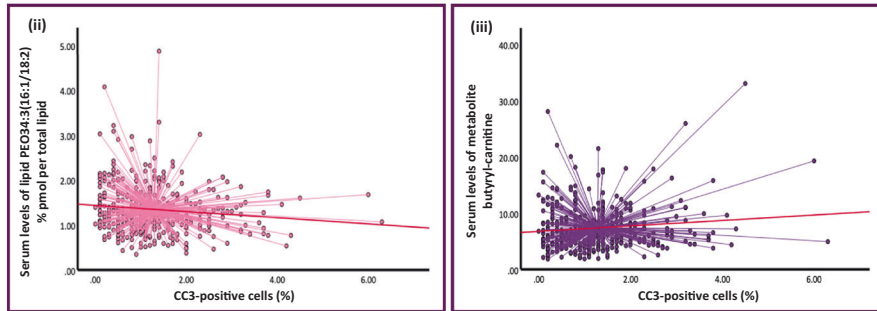 (ii)
Serum levels of lipid PEO34:3(16:1/18:2)
% pmol per total lipid
5.00
4.00
3.00
2.00
1.00
.00
.00
2.00
4.00
6.00
CC3-positive cells (%)
(iii)
Serum levels of metabolite
butyryl-carnitine
40.00
30.00
20.00
10.00
.00
.00
2.00
4.00
6.00
CC3-positive cells (%)